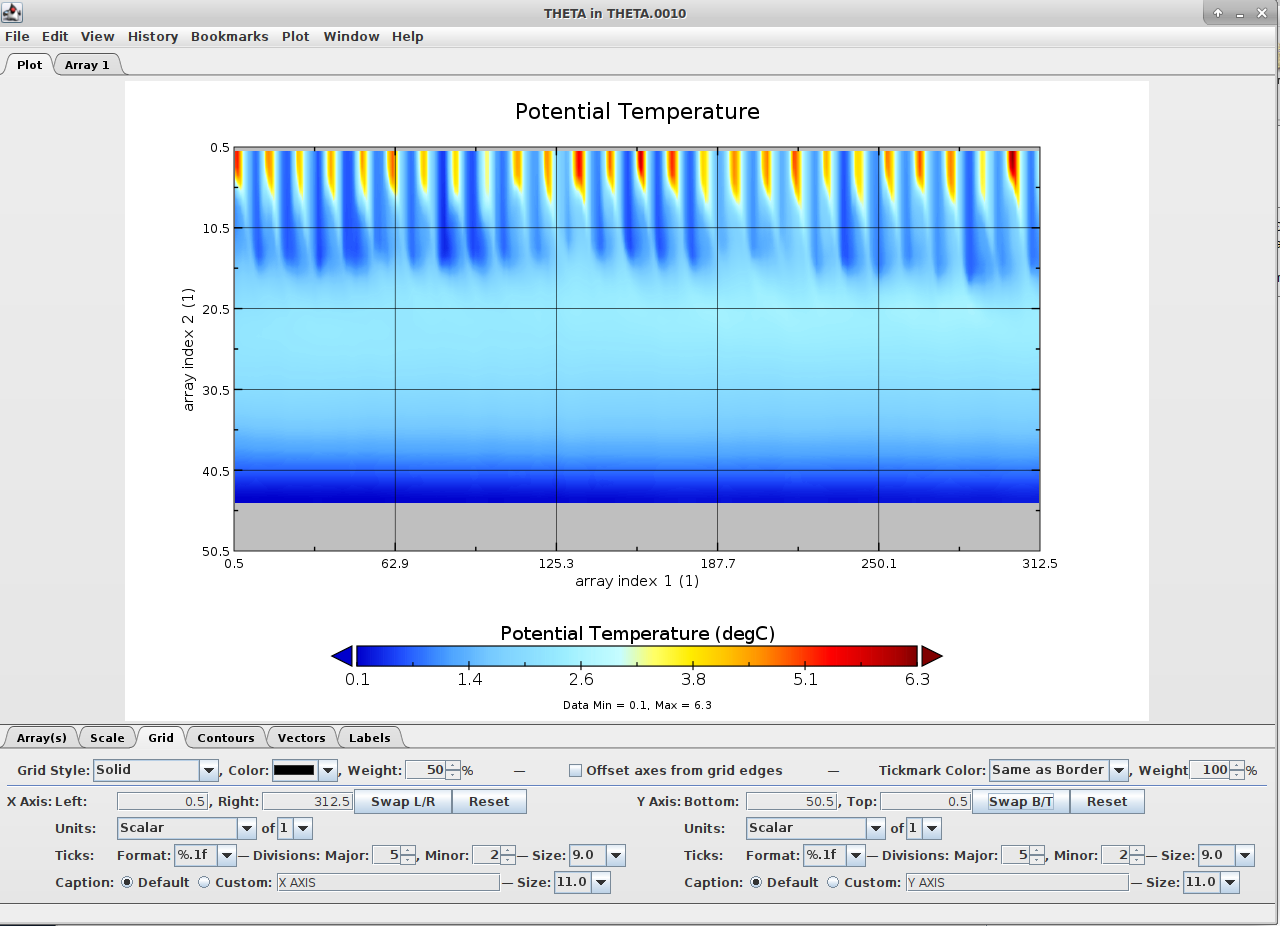 THETA in THETA.0010
File Edit View History Bookmarks Plot Window Help
Plot Array 1
Potential Temperature
0.5
10.5
20.5
30.5
40.5
50.5
array index 2 (1)
0.5 62.9 125.3 187.7 250.1 312.5
array index 1 (1)
Potential Temperature (degC)
0.1 1.4 2.6 3.8 5.1 6.3
Data Min = 0.1, Max = 6.3
Array(s) Scale Grid Contours Vectors Labels
Grid Style: Solid , Color: , Weight: 50 % — Offset axes from grid edges — Tickmark Color: Same as Border , Weight 100 %
X Axis: Left: 0.5 , Right: 312.5 Swap L/R Reset Y Axis: Bottom: 50.5 , Top: 0.5 Swap B/T Reset
Units: Scalar of 1 Units: Scalar of 1
Ticks: Format: %.1f — Divisions: Major: 5 , Minor: 2 — Size: 9.0 Ticks: Format: %.1f — Divisions: Major: 5 , Minor: 2 — Size: 9.0
Caption: Default Custom: X AXIS — Size: 11.0 Caption: Default Custom: Y AXIS — Size: 11.0